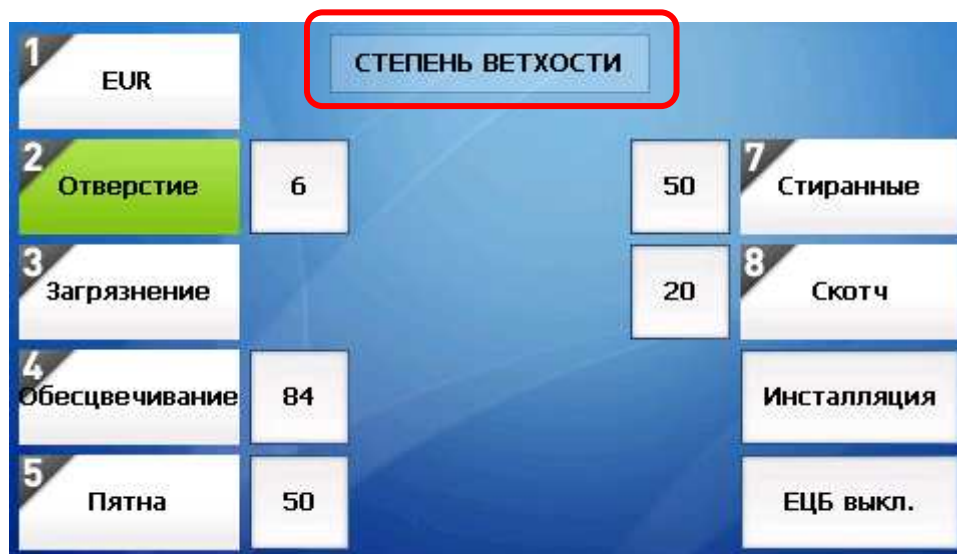 СТЕПЕНЬ ВЕТХОСТИ
1 EUR
2 Отверстие 6
50 7 Стиранные
3 Загрязнение
20 8 Скотч
4 Обесцвечивание 84
Инсталляция
5 Пятна 50
ЕЦБ выкл.